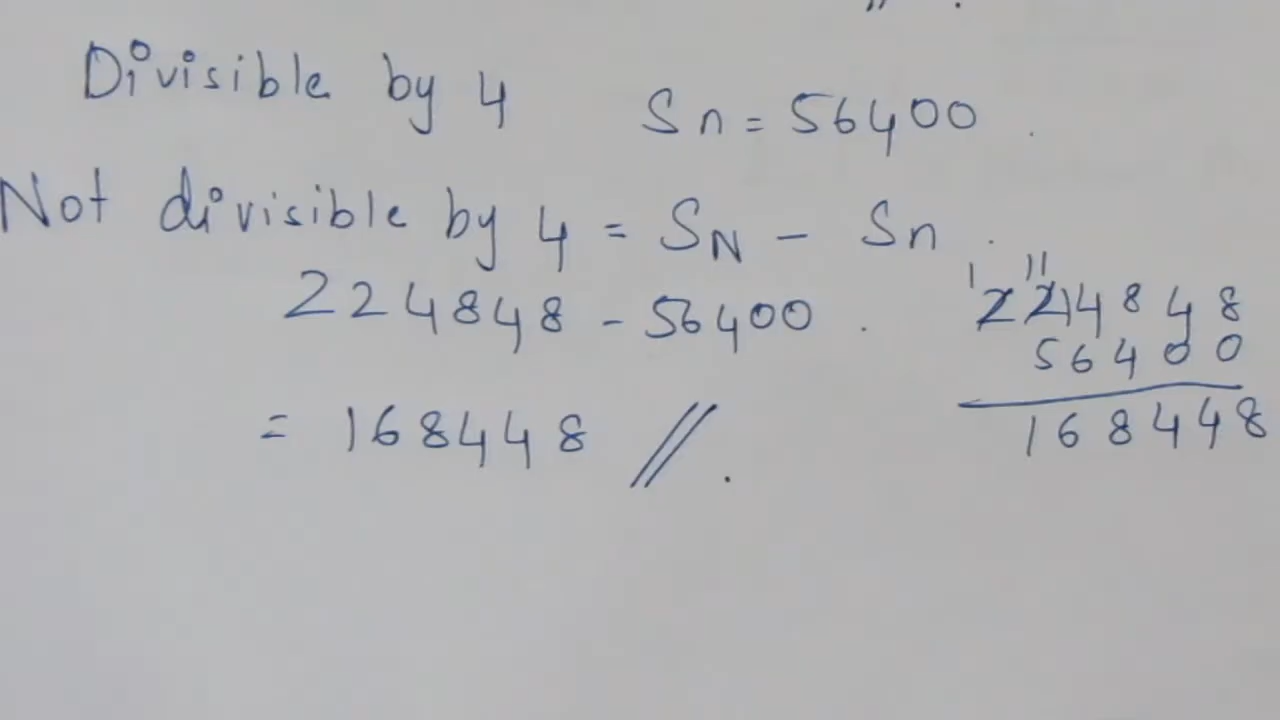 Divisible by 4 Sn = 56400
Not divisible by 4 = SN - Sn
224848 - 56400
= 168448 //
224848
56400
168448